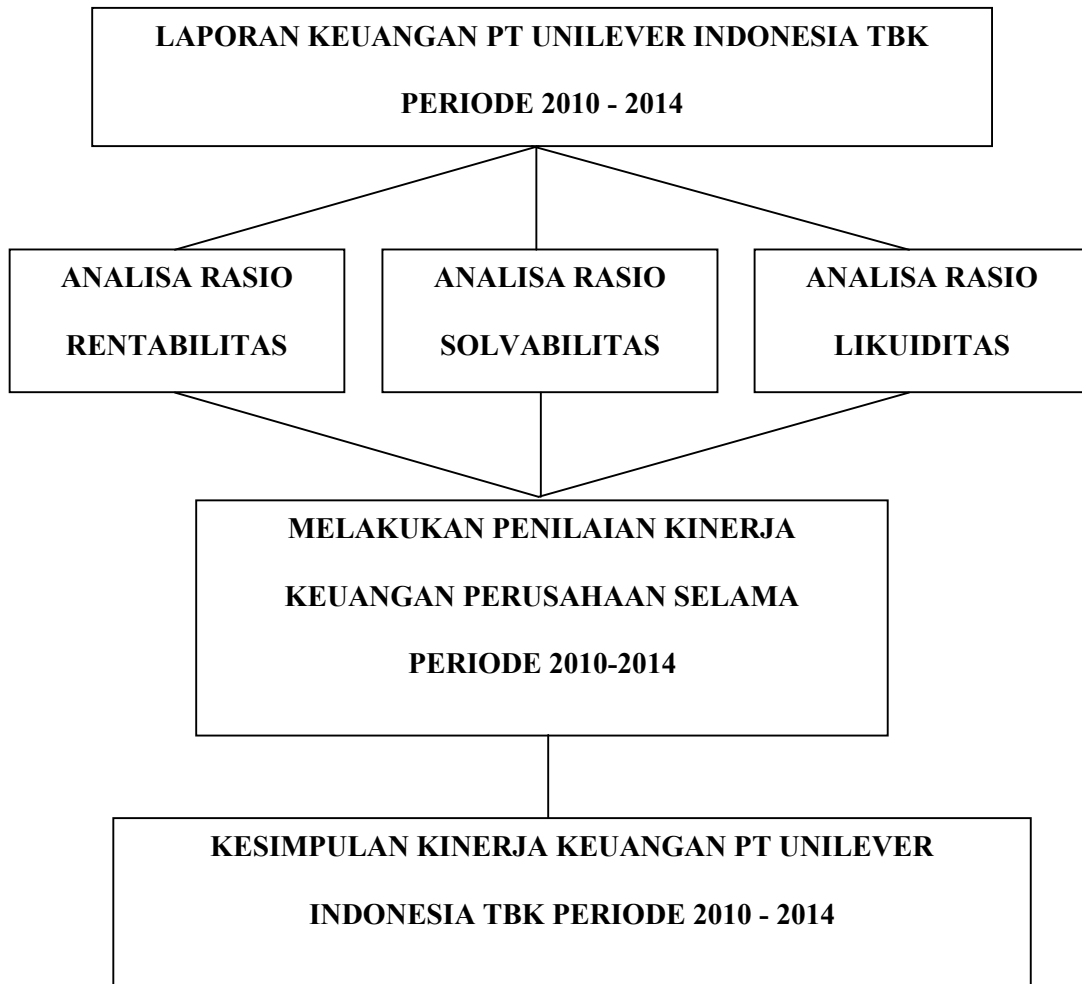 LAPORAN KEUANGAN PT UNILEVER INDONESIA TBK
PERIODE 2010 - 2014
ANALISA RASIO
RENTABILITAS
ANALISA RASIO
SOLVABILITAS
ANALISA RASIO
LIKUIDITAS
MELAKUKAN PENILAIAN KINERJA
KEUANGAN PERUSAHAAN SELAMA
PERIODE 2010-2014
KESIMPULAN KINERJA KEUANGAN PT UNILEVER
INDONESIA TBK PERIODE 2010 - 2014